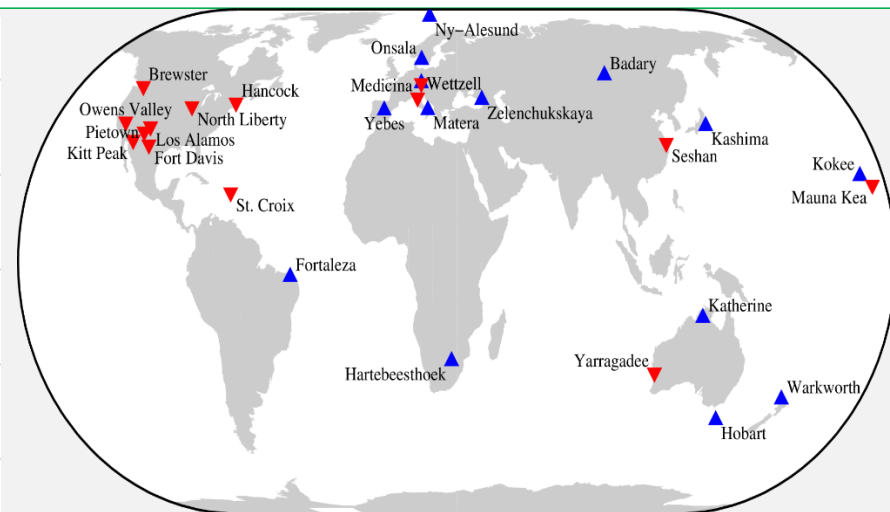 Ny-Alesund
Onsala
Badary
Brewster
Hancock
Medicina
Wettzell
Owens Valley
North Liberty
Zelenchukskaya
Pietown
Los Alamos
Yebes
Matera
Kashima
Kitt Peak
Fort Davis
Seshan
Kokee
Mauna Kea
St. Croix
Fortaleza
Katherine
Yarragadee
Hartebeesthoek
Warkworth
Hobart